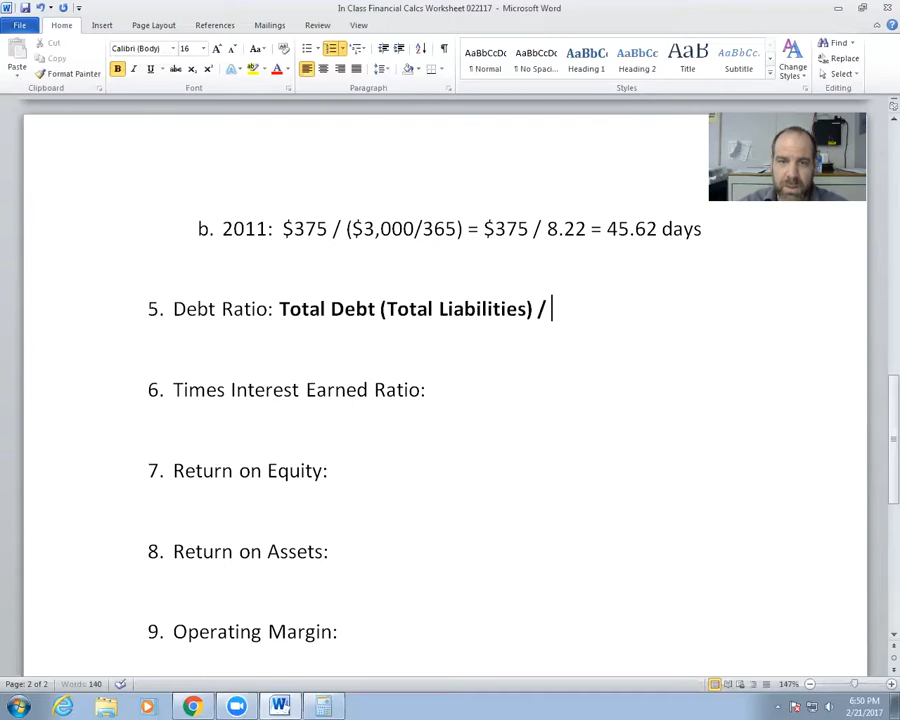 In Class Financial Calcs Worksheet 022117 - Microsoft Word
File Home Insert Page Layout References Mailings Review View
Paste
Cut
Copy
Format Painter
Clipboard
Calibri (Body) 16
B I U abc x₂ x² A
Font
Paragraph
AaBbCcDc AaBbCcDc AaBbCc AaBbCc AaB AaBbCc.
¶ Normal ¶ No Spaci... Heading 1 Heading 2 Title Subtitle
Styles
Change Styles
Find
Replace
Select
Editing
b. 2011: $375 / ($3,000/365) = $375 / 8.22 = 45.62 days
5. Debt Ratio: Total Debt (Total Liabilities) /
6. Times Interest Earned Ratio:
7. Return on Equity:
8. Return on Assets:
9. Operating Margin:
Page: 2 of 2 Words: 140 147%
6:50 PM
2/21/2017